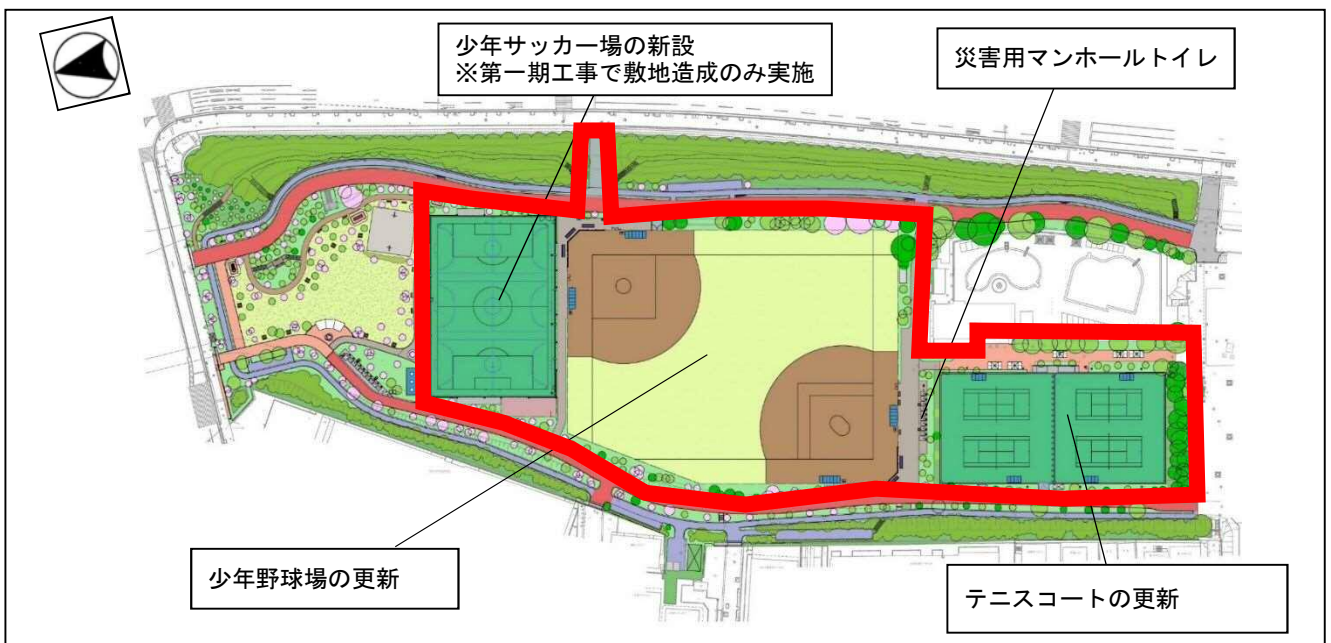 少年サッカー場の新設
※第一期工事で敷地造成のみ実施
災害用マンホールトイレ
少年野球場の更新
テニスコートの更新